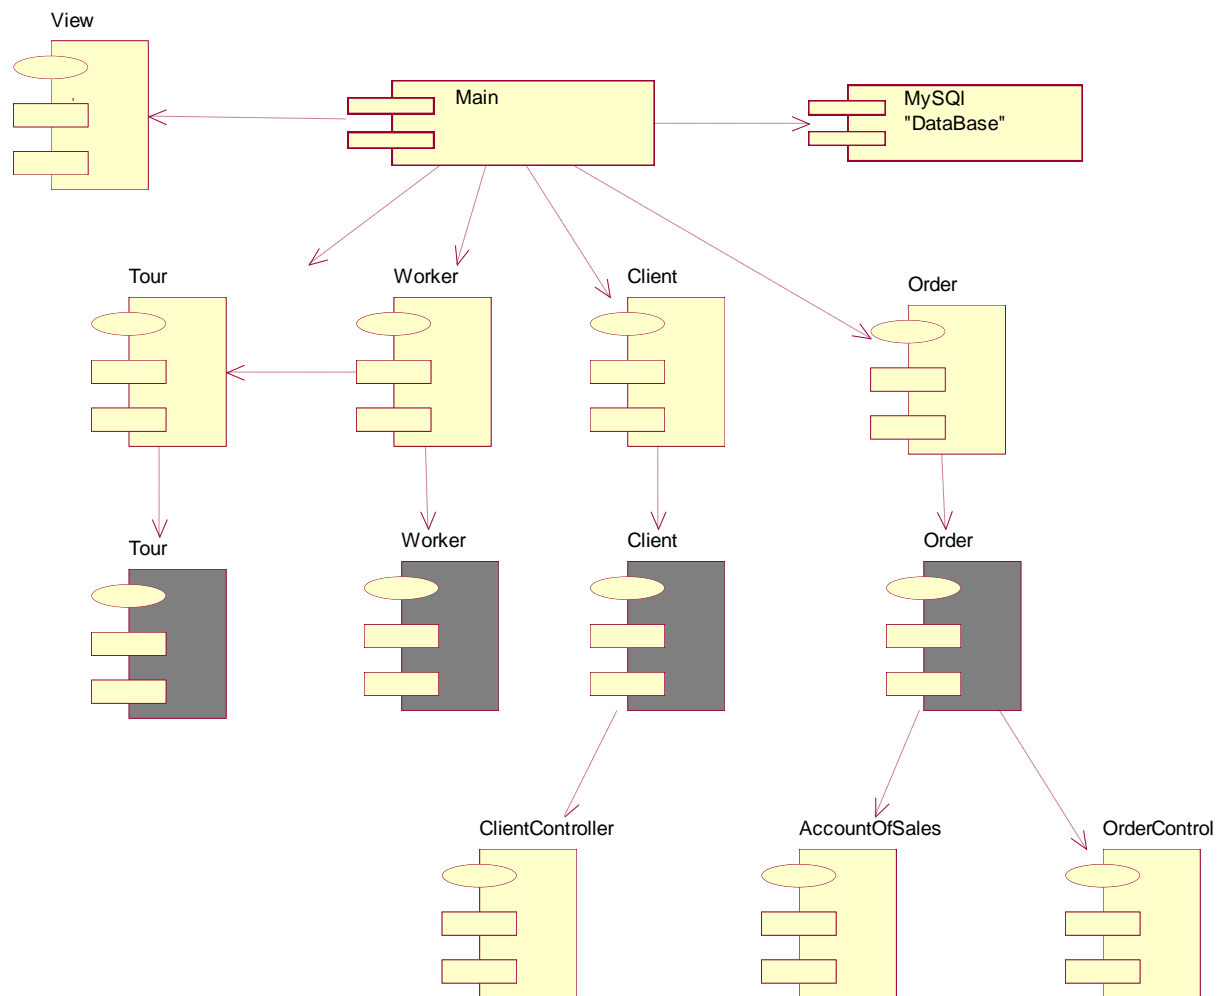 View
Main
MySQl
"DataBase"
Tour
Worker
Client
Order
Tour
Worker
Client
Order
ClientController
AccountOfSales
OrderControl